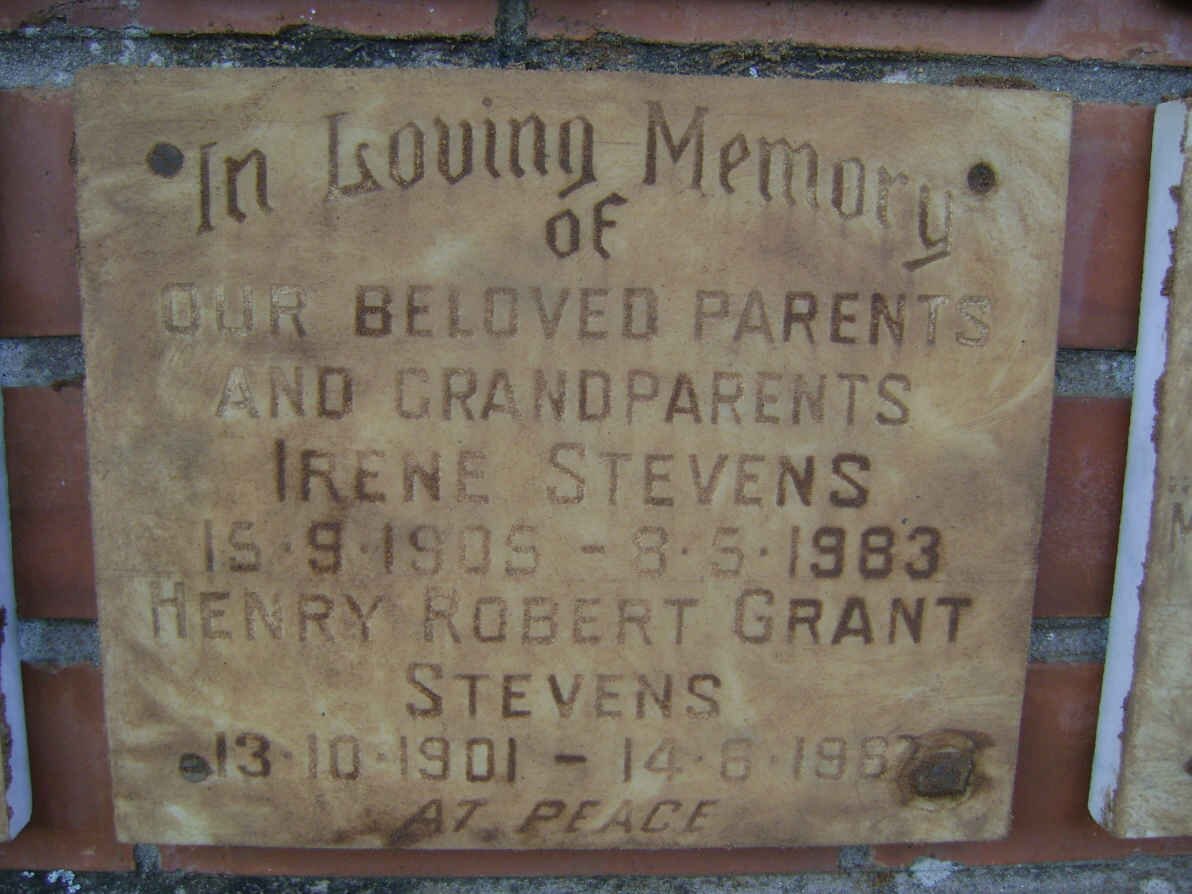 In Loving Memory
of
OUR BELOVED PARENTS
AND GRANDPARENTS
IRENE STEVENS
15·9·1905 – 8·5·1983
HENRY ROBERT GRANT
STEVENS
13·10·1901 – 14·6·1987
AT PEACE